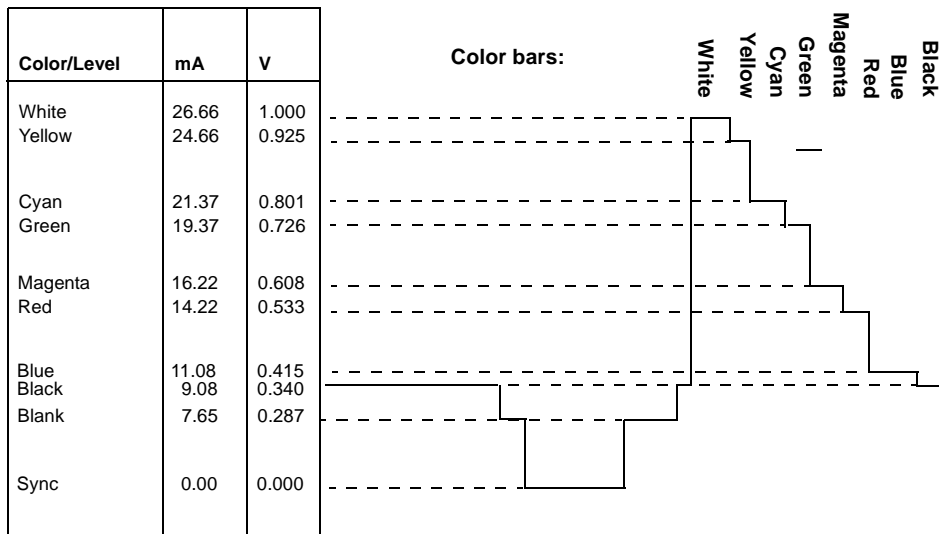 Color/Level mA V
Color bars:
White
Yellow
Cyan
Green
Magenta
Red
Blue
Black
White 26.66 1.000
Yellow 24.66 0.925
Cyan 21.37 0.801
Green 19.37 0.726
Magenta 16.22 0.608
Red 14.22 0.533
Blue 11.08 0.415
Black 9.08 0.340
Blank 7.65 0.287
Sync 0.00 0.000